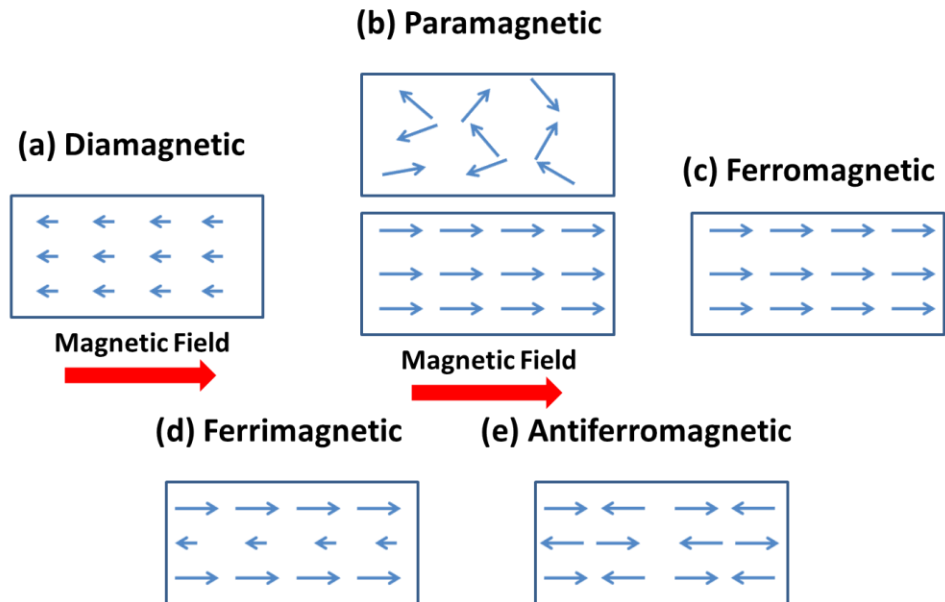 (b) Paramagnetic
(a) Diamagnetic
(c) Ferromagnetic
Magnetic Field
Magnetic Field
(d) Ferrimagnetic
(e) Antiferromagnetic